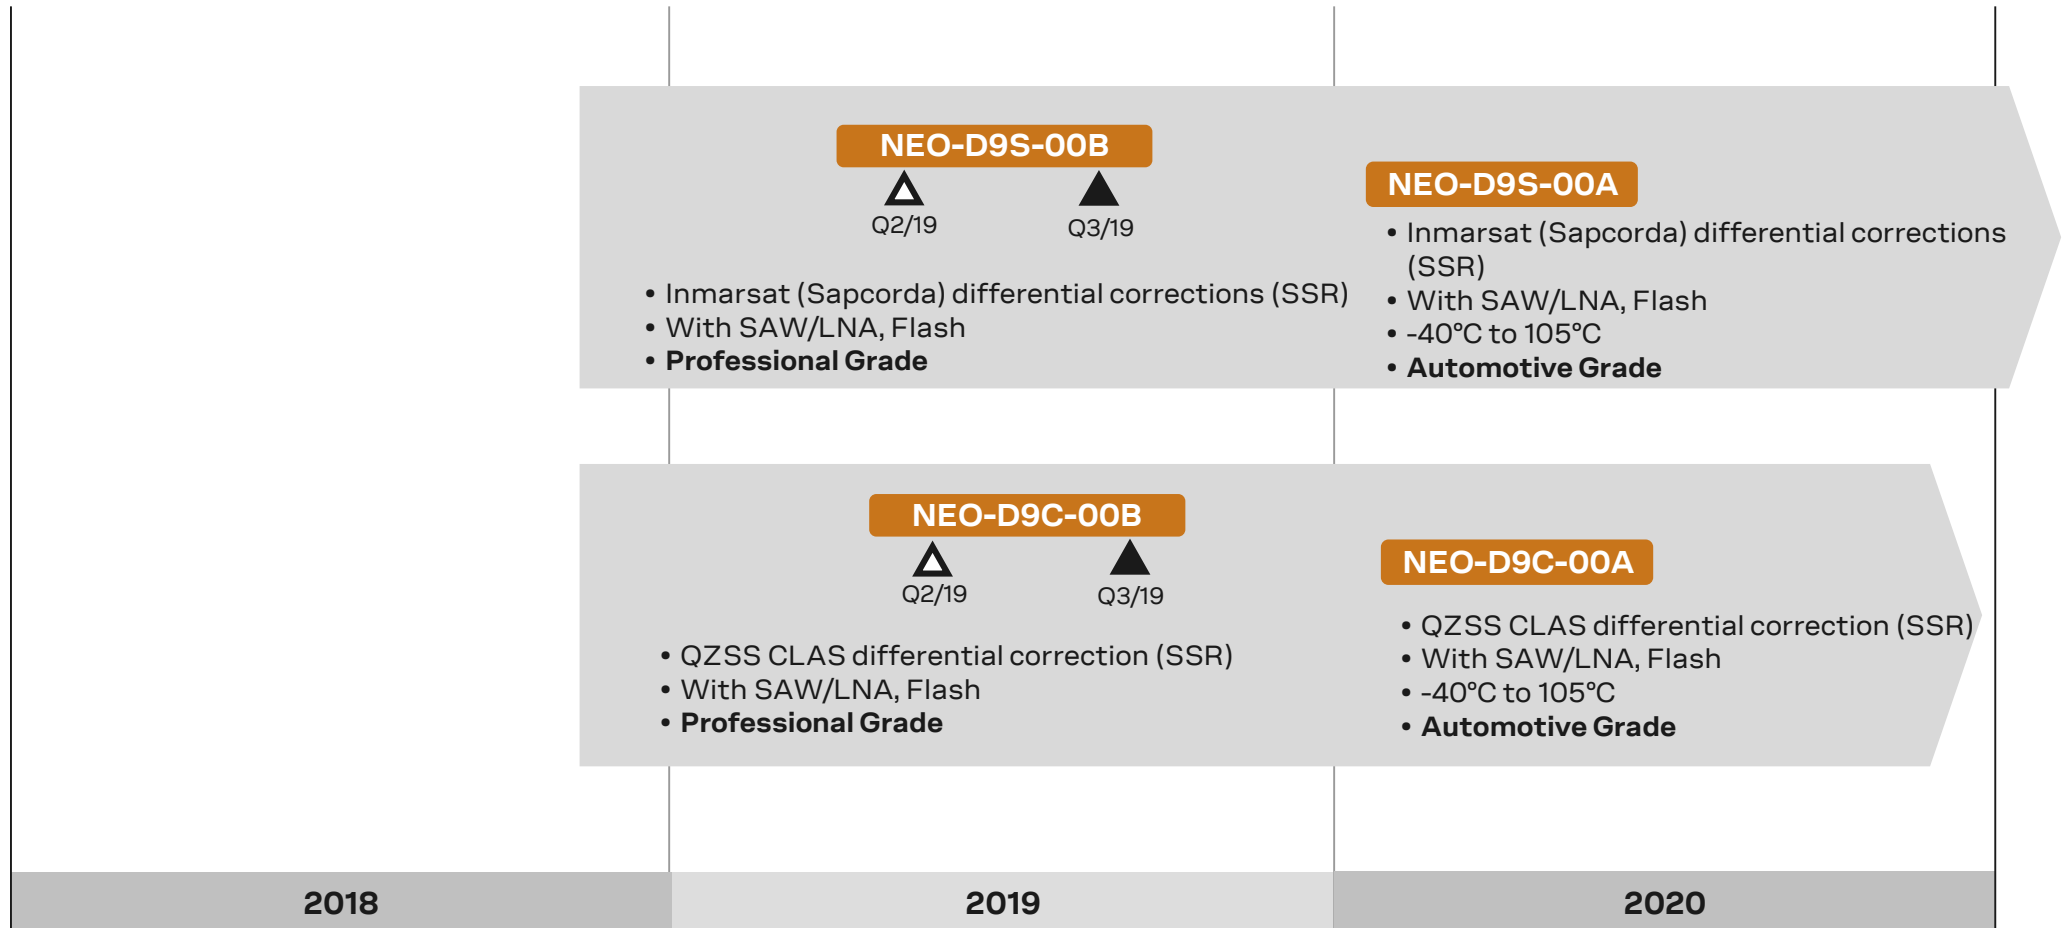 NEO-D9S-00B
Q2/19
Q3/19
• Inmarsat (Sapcorda) differential corrections (SSR)
• With SAW/LNA, Flash
• Professional Grade
NEO-D9S-00A
• Inmarsat (Sapcorda) differential corrections
(SSR)
• With SAW/LNA, Flash
• -40°C to 105°C
• Automotive Grade
NEO-D9C-00B
Q2/19
Q3/19
• QZSS CLAS differential correction (SSR)
• With SAW/LNA, Flash
• Professional Grade
NEO-D9C-00A
• QZSS CLAS differential correction (SSR)
• With SAW/LNA, Flash
• -40°C to 105°C
• Automotive Grade
2018
2019
2020